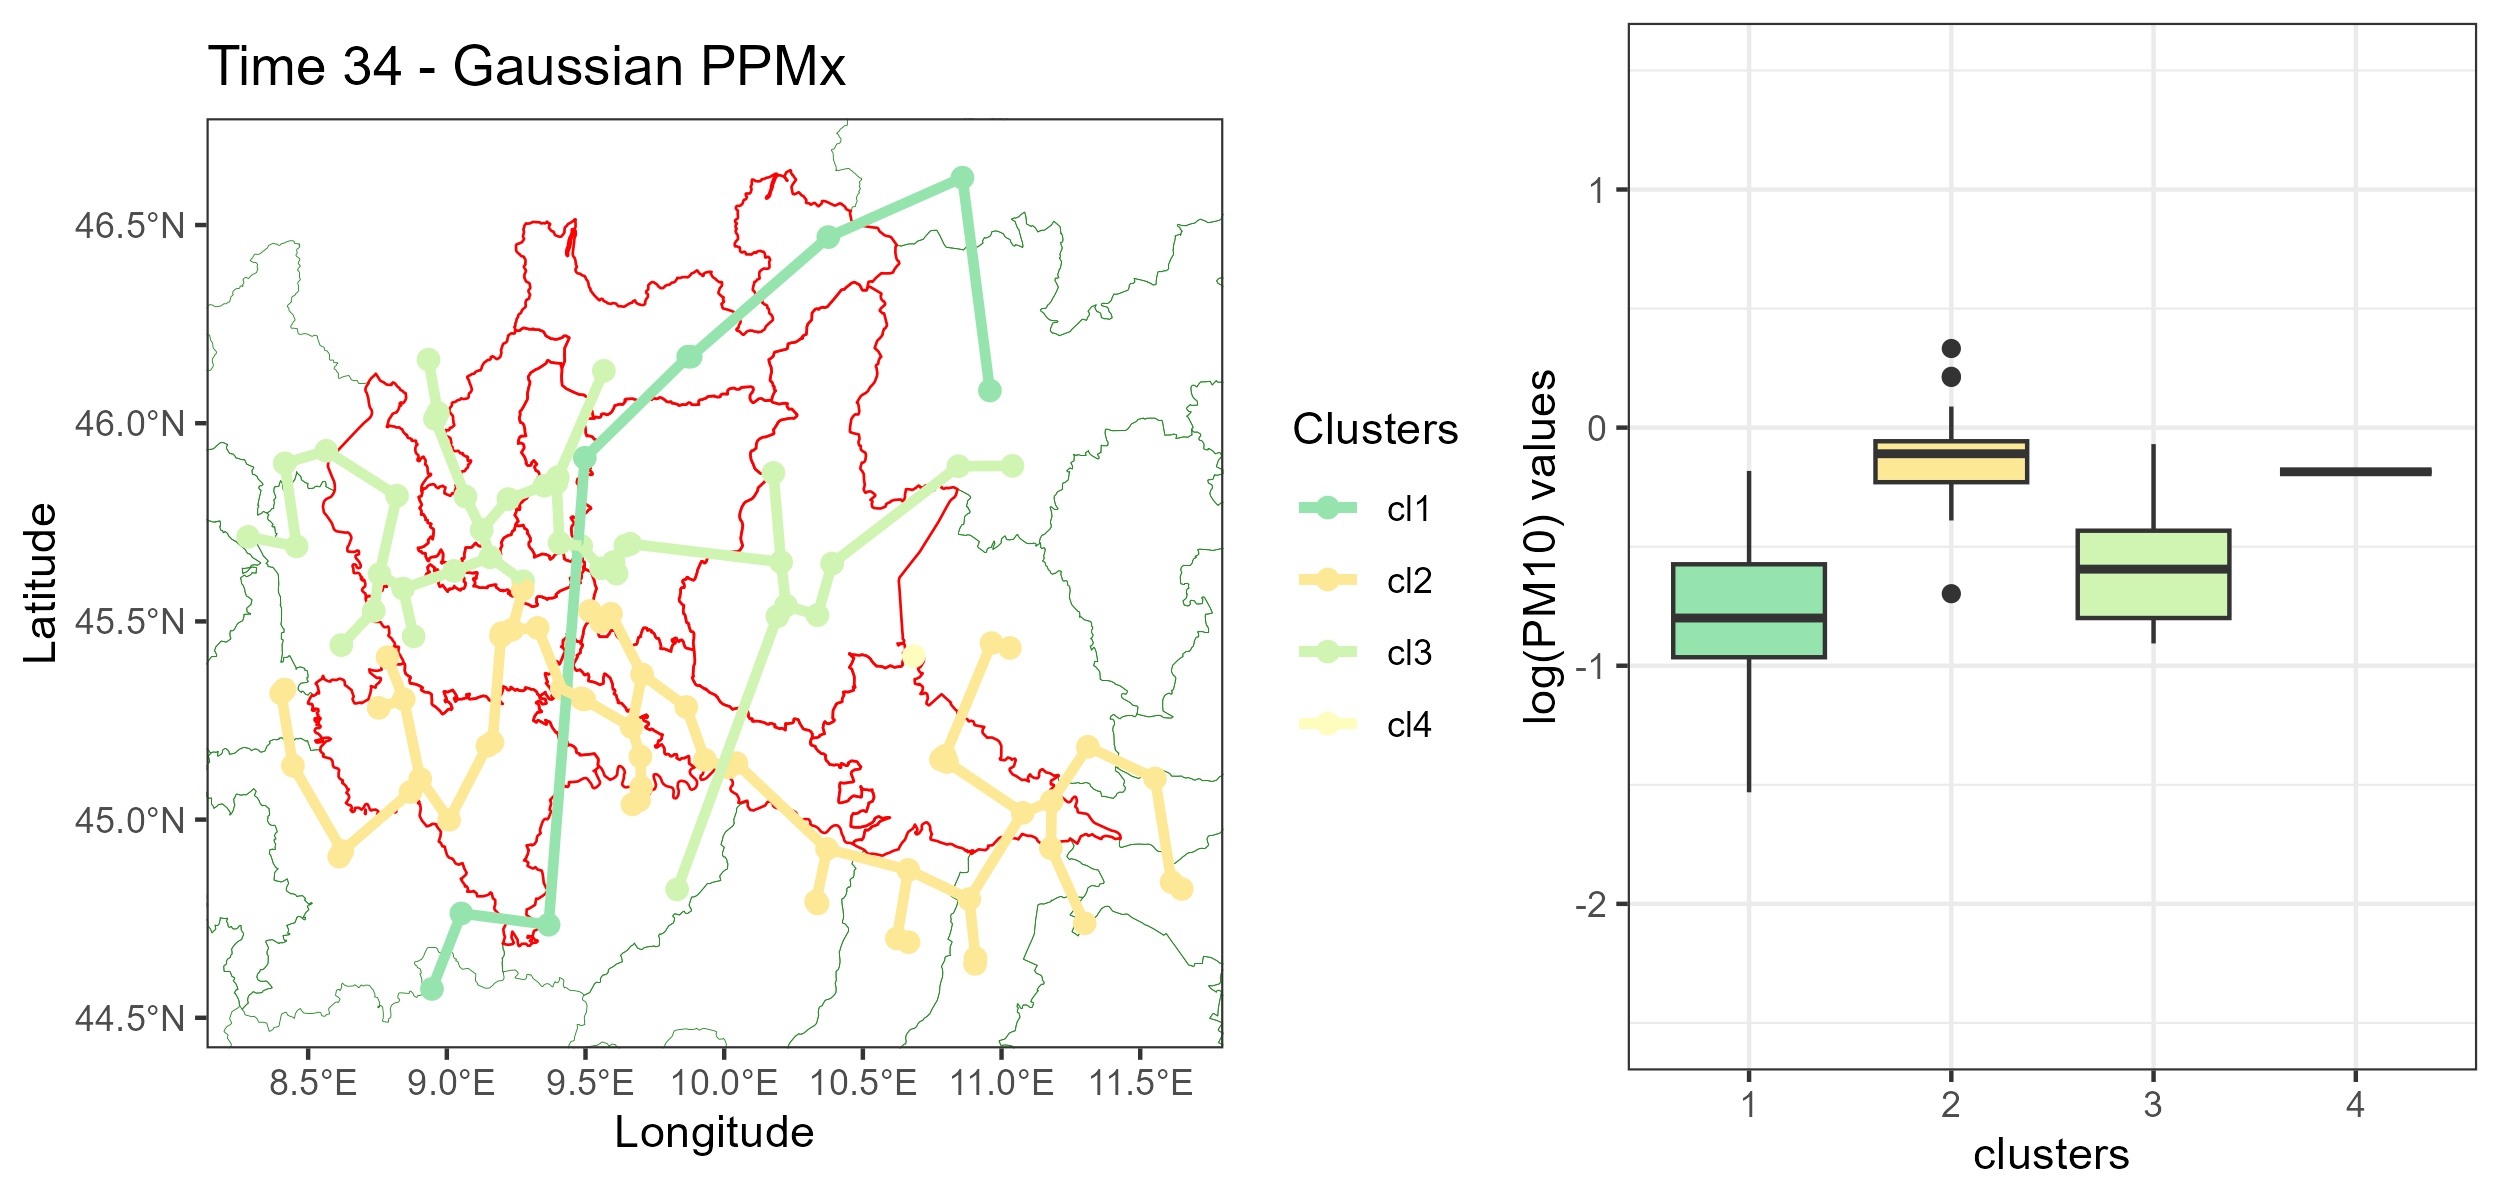 Time 34 - Gaussian PPMx
46.5°N
46.0°N
45.5°N
45.0°N
44.5°N
Latitude
8.5°E 9.0°E 9.5°E 10.0°E 10.5°E 11.0°E 11.5°E
Longitude
Clusters
cl1
cl2
cl3
cl4
log(PM10) values
1
0
-1
-2
1 2 3 4
clusters